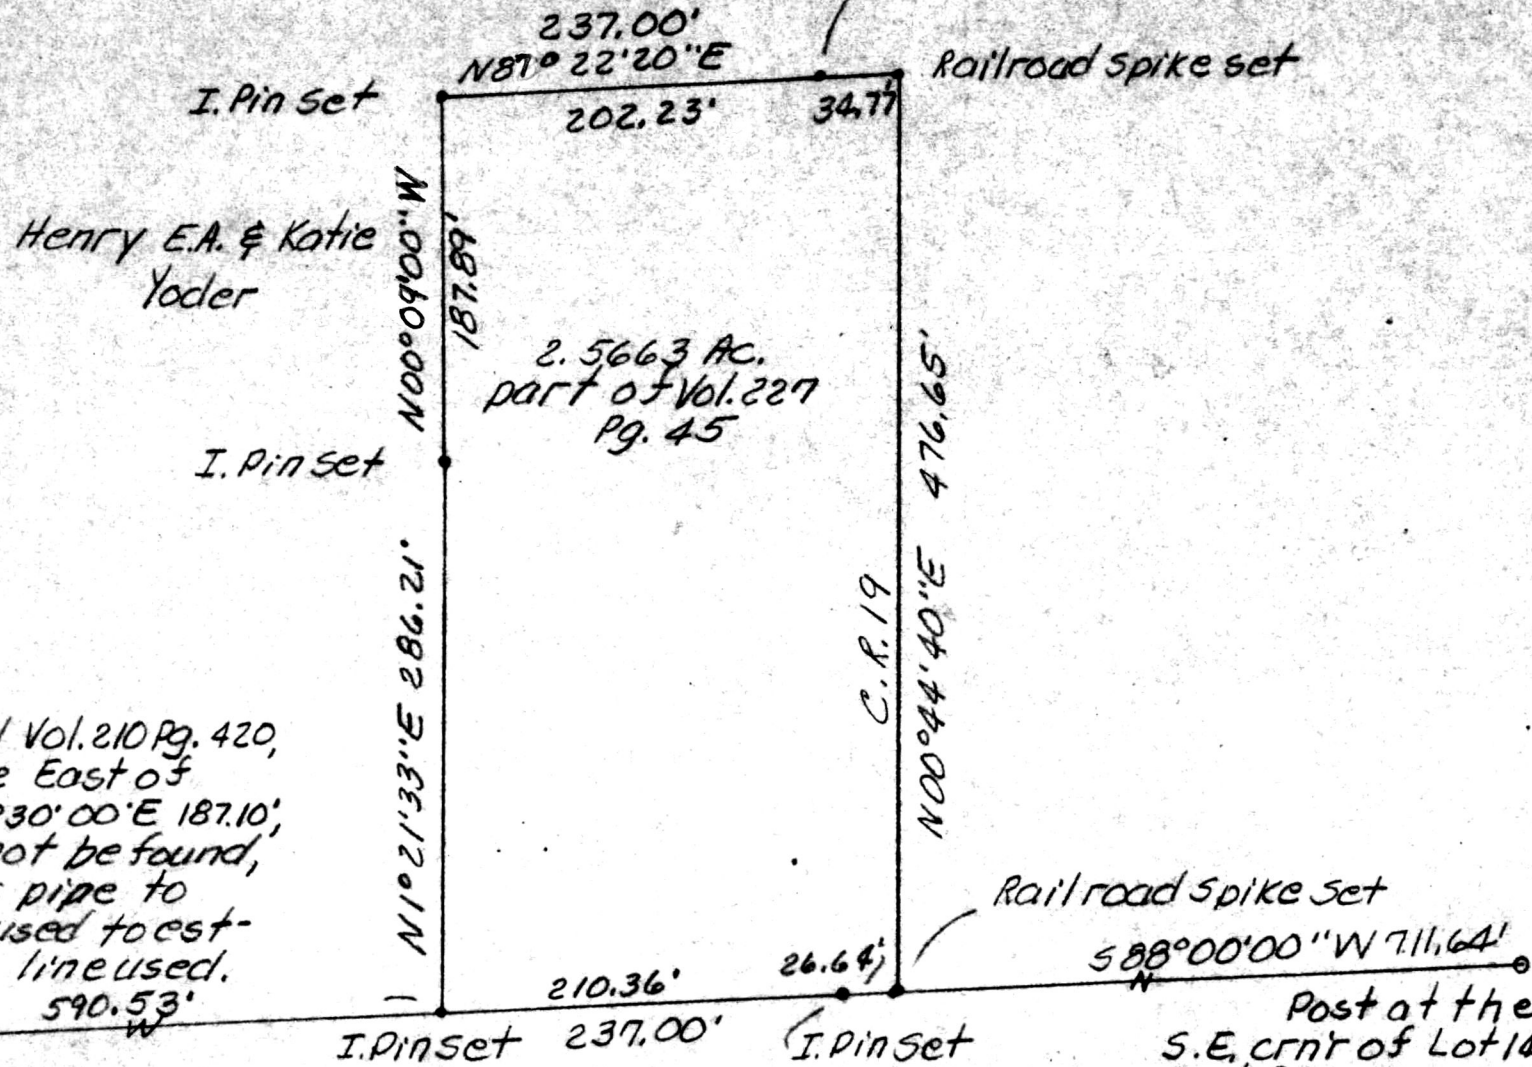 237.00'
N87°22'20"E
Railroad spike set
I. Pin set
202.23'
34.77'
N00°09'00"W
187.89'
Henry E.A. & Katie
Yoder
2.5663 Ac.
part of Vol. 227
Pg. 45
476.65'
I. Pin set
N1°21'33"E 286.21'
C.R. 19
N00°44'40"E
Vol. 210 Pg. 420,
East of
30'00'E 187.10',
not be found,
pipe to
used to est-
line used.
590.53'
Railroad Spike Set
S88°00'00"W 711.64'
210.36'
26.64'
I. Pin set
237.00'
I. Pin Set
Post at the
S.E. crn'r of Lot 14